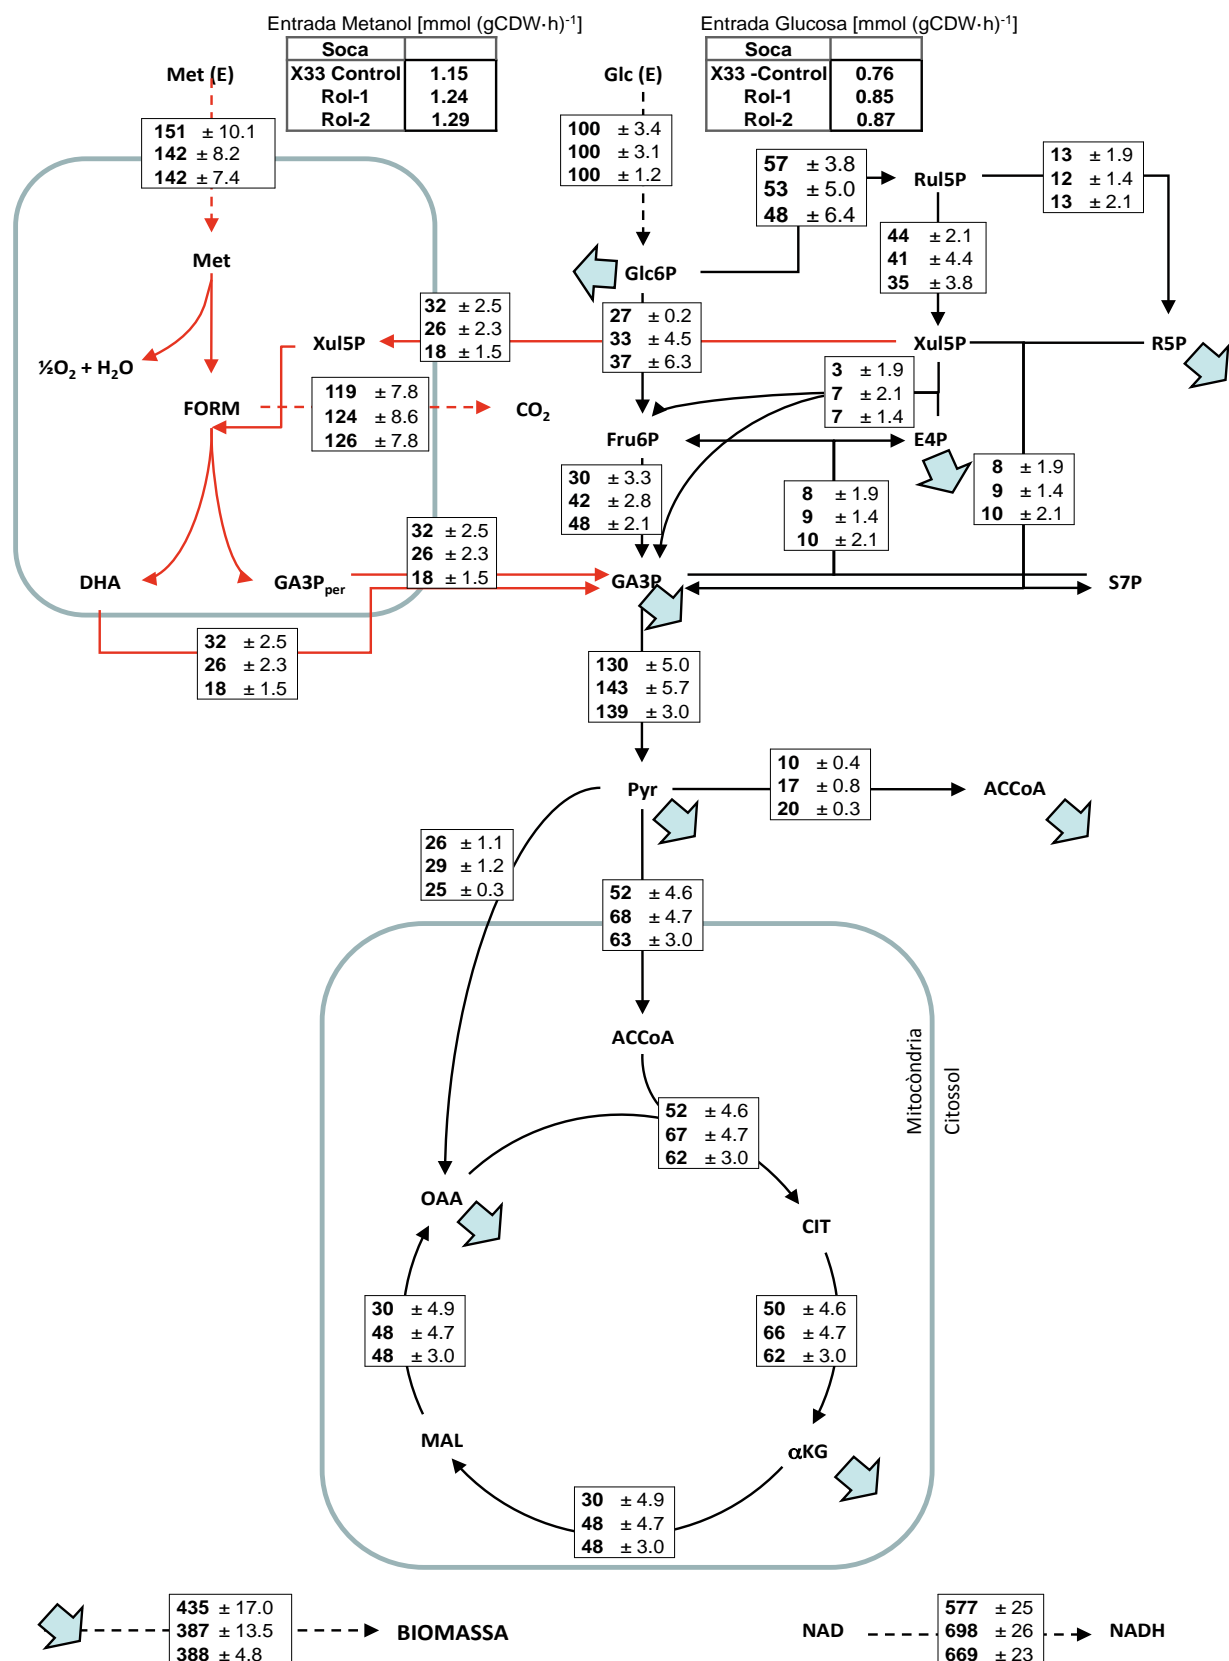 Entrada Metanol [mmol (gCDW·h)⁻¹]
Soca
X33 Control 1.15
Rol-1 1.24
Rol-2 1.29
Entrada Glucosa [mmol (gCDW·h)⁻¹]
Soca
X33 -Control 0.76
Rol-1 0.85
Rol-2 0.87
Met (E)
151 ± 10.1
142 ± 8.2
142 ± 7.4
Glc (E)
100 ± 3.4
100 ± 3.1
100 ± 1.2
57 ± 3.8
53 ± 5.0
48 ± 6.4
Rul5P
13 ± 1.9
12 ± 1.4
13 ± 2.1
44 ± 2.1
41 ± 4.4
35 ± 3.8
Met
Glc6P
32 ± 2.5
26 ± 2.3
18 ± 1.5
27 ± 0.2
33 ± 4.5
37 ± 6.3
Xul5P
Xul5P
R5P
½O₂ + H₂O
3 ± 1.9
7 ± 2.1
7 ± 1.4
FORM
119 ± 7.8
124 ± 8.6
126 ± 7.8
CO₂
Fru6P
E4P
30 ± 3.3
42 ± 2.8
48 ± 2.1
8 ± 1.9
9 ± 1.4
10 ± 2.1
8 ± 1.9
9 ± 1.4
10 ± 2.1
32 ± 2.5
26 ± 2.3
18 ± 1.5
DHA
GA3Pper
GA3P
S7P
32 ± 2.5
26 ± 2.3
18 ± 1.5
130 ± 5.0
143 ± 5.7
139 ± 3.0
Pyr
10 ± 0.4
17 ± 0.8
20 ± 0.3
ACCoA
26 ± 1.1
29 ± 1.2
25 ± 0.3
52 ± 4.6
68 ± 4.7
63 ± 3.0
ACCoA
Mitocòndria
Citossol
52 ± 4.6
67 ± 4.7
62 ± 3.0
OAA
CIT
30 ± 4.9
48 ± 4.7
48 ± 3.0
50 ± 4.6
66 ± 4.7
62 ± 3.0
MAL
αKG
30 ± 4.9
48 ± 4.7
48 ± 3.0
435 ± 17.0
387 ± 13.5
388 ± 4.8
BIOMASSA
NAD
577 ± 25
698 ± 26
669 ± 23
NADH